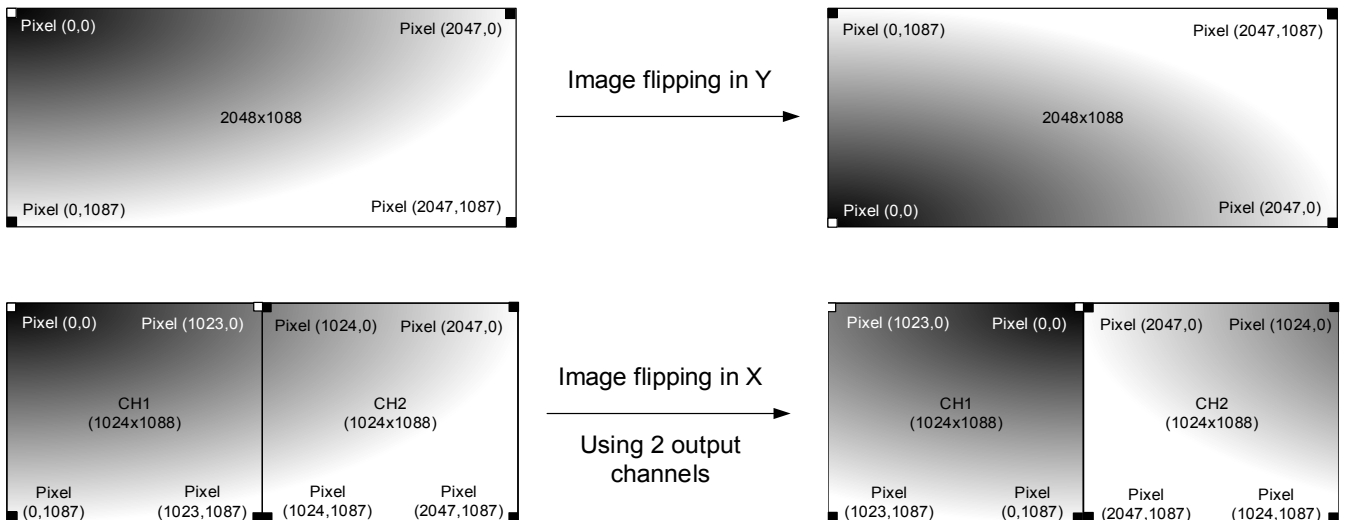 Pixel (0,0)
Pixel (2047,0)
2048x1088
Pixel (0,1087)
Pixel (2047,1087)
Image flipping in Y
Pixel (0,1087)
Pixel (2047,1087)
2048x1088
Pixel (0,0)
Pixel (2047,0)
Pixel (0,0)
Pixel (1023,0)
Pixel (1024,0)
Pixel (2047,0)
CH1
(1024x1088)
CH2
(1024x1088)
Pixel
(0,1087)
Pixel
(1023,1087)
Pixel
(1024,1087)
Pixel
(2047,1087)
Image flipping in X
Using 2 output
channels
Pixel (1023,0)
Pixel (0,0)
Pixel (2047,0)
Pixel (1024,0)
CH1
(1024x1088)
CH2
(1024x1088)
Pixel
(1023,1087)
Pixel
(0,1087)
Pixel
(2047,1087)
Pixel
(1024,1087)